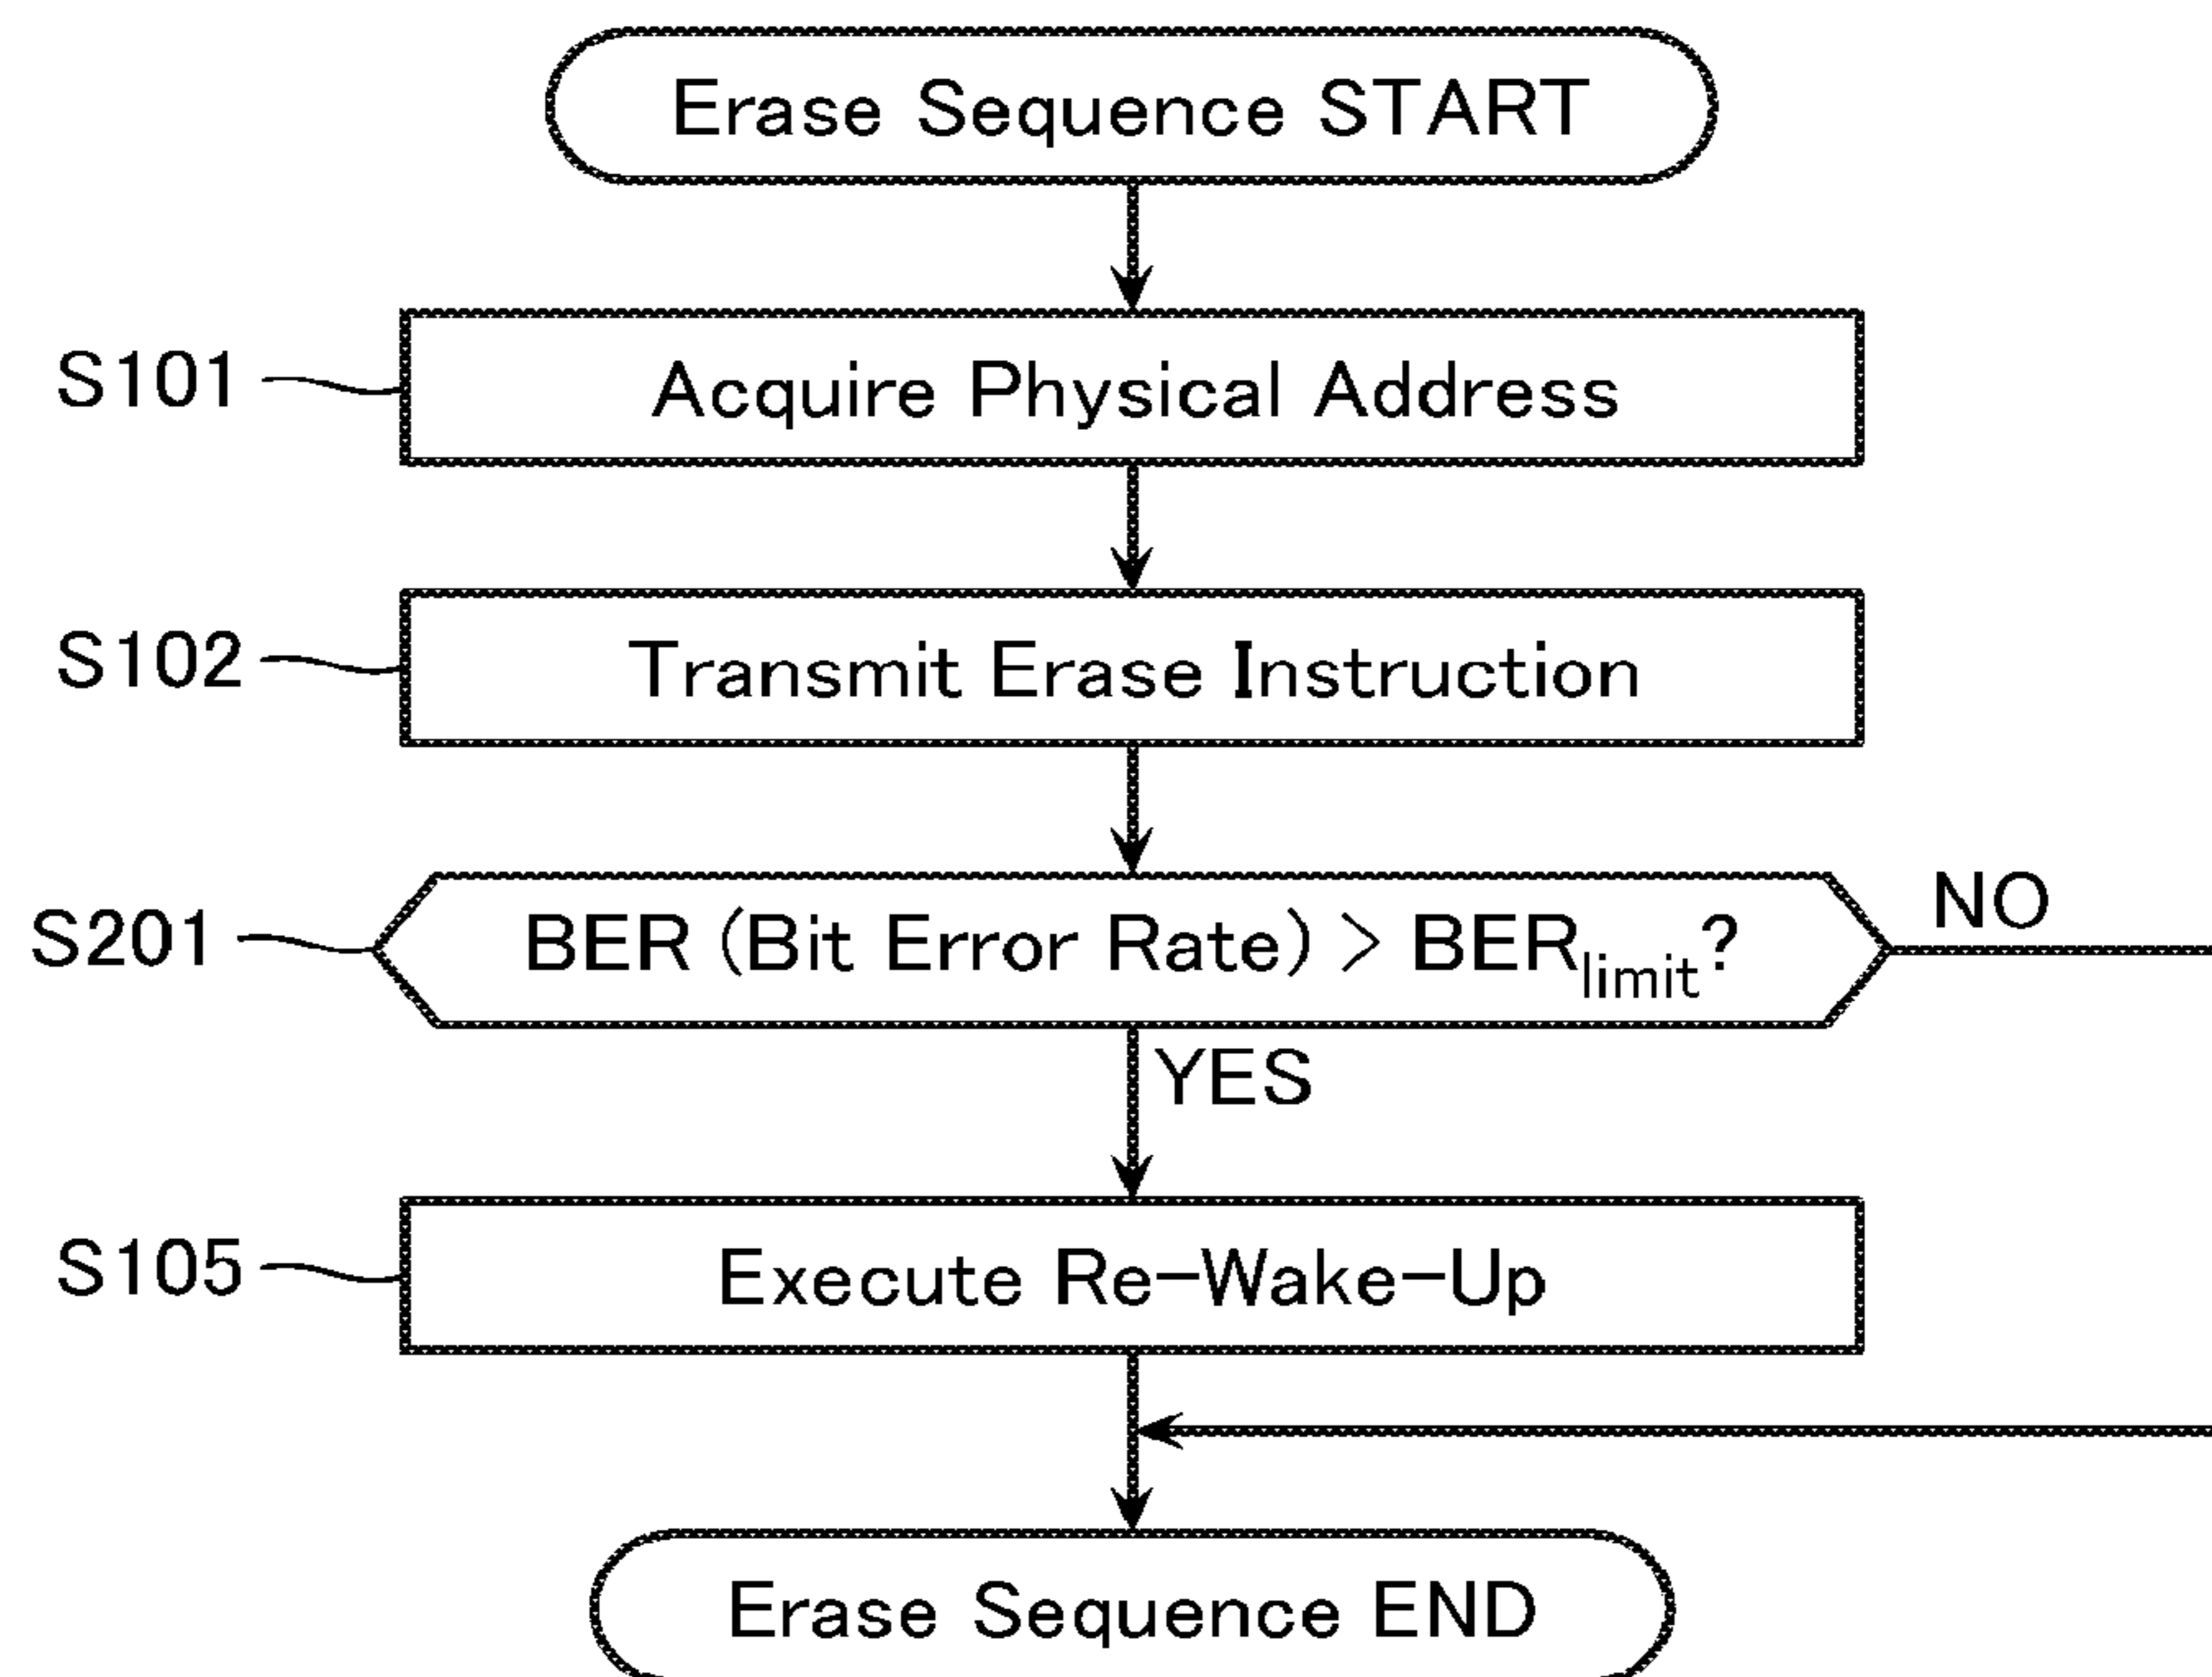 Erase Sequence START
S101
Acquire Physical Address
S102
Transmit Erase Instruction
S201
BER (Bit Error Rate) > BERlimit?
NO
YES
S105
Execute Re-Wake-Up
Erase Sequence END